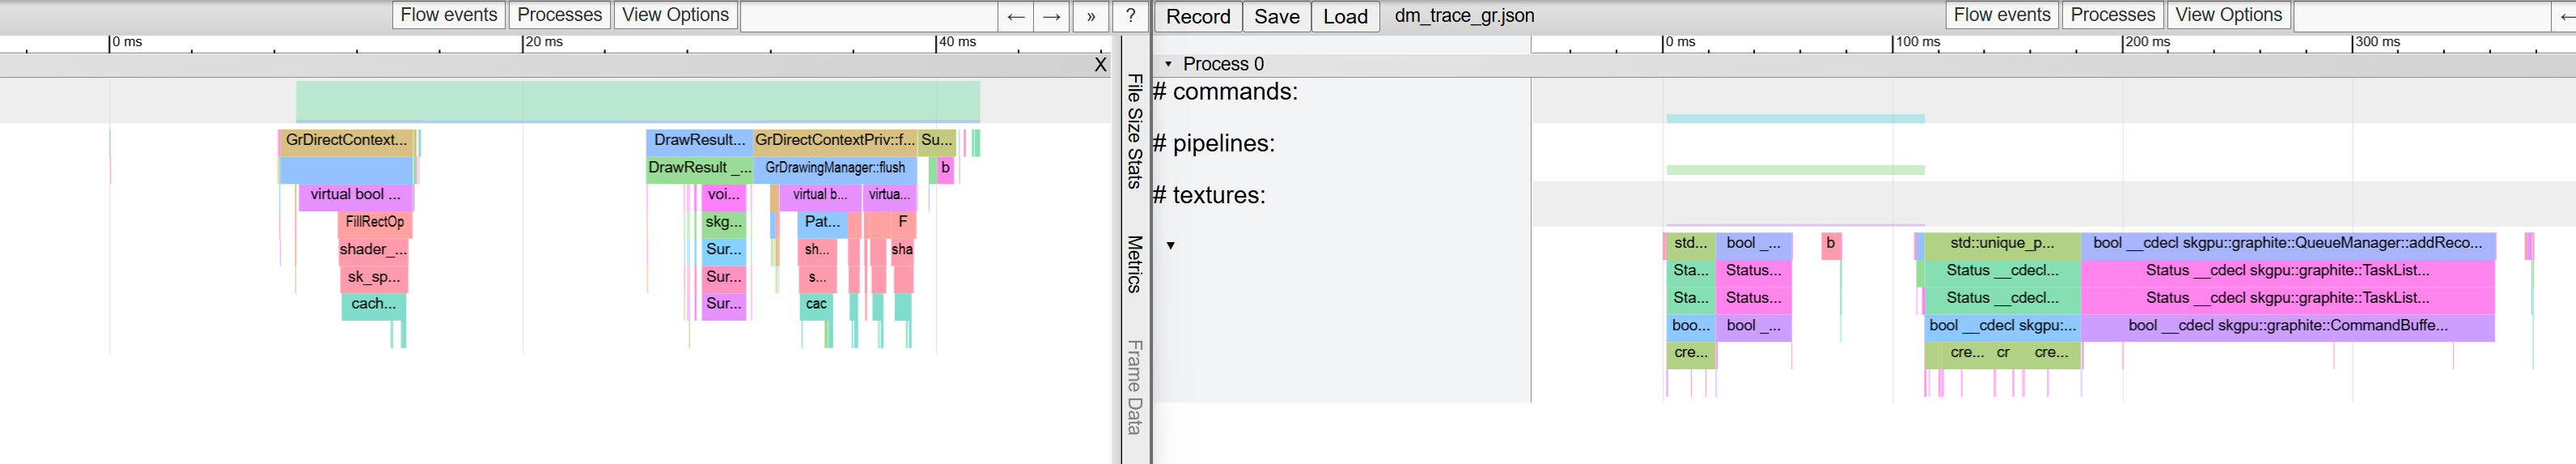 Flow events Processes View Options ← → » ?
0 ms 20 ms 40 ms
X
GrDirectContext... DrawResult... GrDirectContextPriv::f... Su...
DrawResult _... GrDrawingManager::flush b
virtual bool ... voi... virtual b... virtua...
FillRectOp skg... Pat... F
shader_... Sur... sh... sha
sk_sp... Sur... s...
cach... Sur... cac
File Size Stats
Metrics
Frame Data
Record Save Load dm_trace_gr.json Flow events Processes View Options ←
0 ms 100 ms 200 ms 300 ms
Process 0
# commands:
# pipelines:
# textures:
std... bool _... b std::unique_p... bool __cdecl skgpu::graphite::QueueManager::addReco...
Sta... Status... Status __cdecl... Status __cdecl skgpu::graphite::TaskList...
Sta... Status... Status __cdecl... Status __cdecl skgpu::graphite::TaskList...
boo... bool _... bool __cdecl skgpu:... bool __cdecl skgpu::graphite::CommandBuffe...
cre... cre... cr cre...